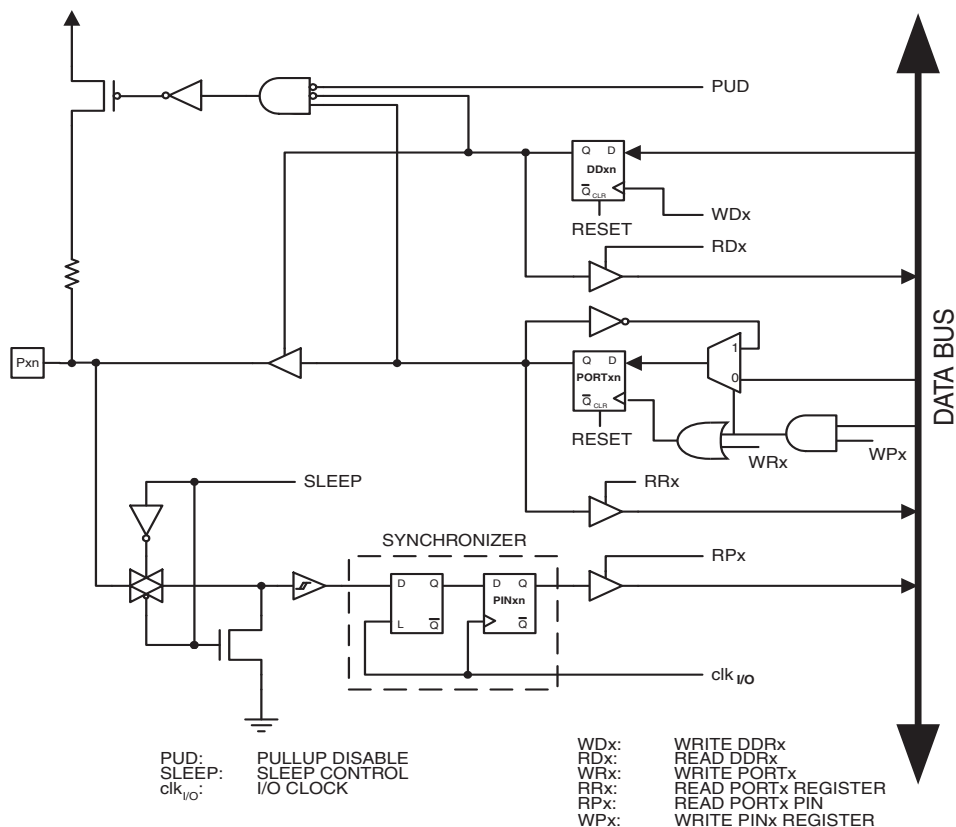 PUD
Q D
DDxn
Q CLR
WDx
RESET
RDx
Pxn
1
Q D
PORTxn
0
Q CLR
RESET
WRx
WPx
DATA BUS
SLEEP
RRx
SYNCHRONIZER
RPx
D Q
D Q
PINxn
L Q
Q
clk I/O
PUD: PULLUP DISABLE
SLEEP: SLEEP CONTROL
clk I/O: I/O CLOCK
WDx: WRITE DDRx
RDx: READ DDRx
WRx: WRITE PORTx
RRx: READ PORTx REGISTER
RPx: READ PORTx PIN
WPx: WRITE PINx REGISTER